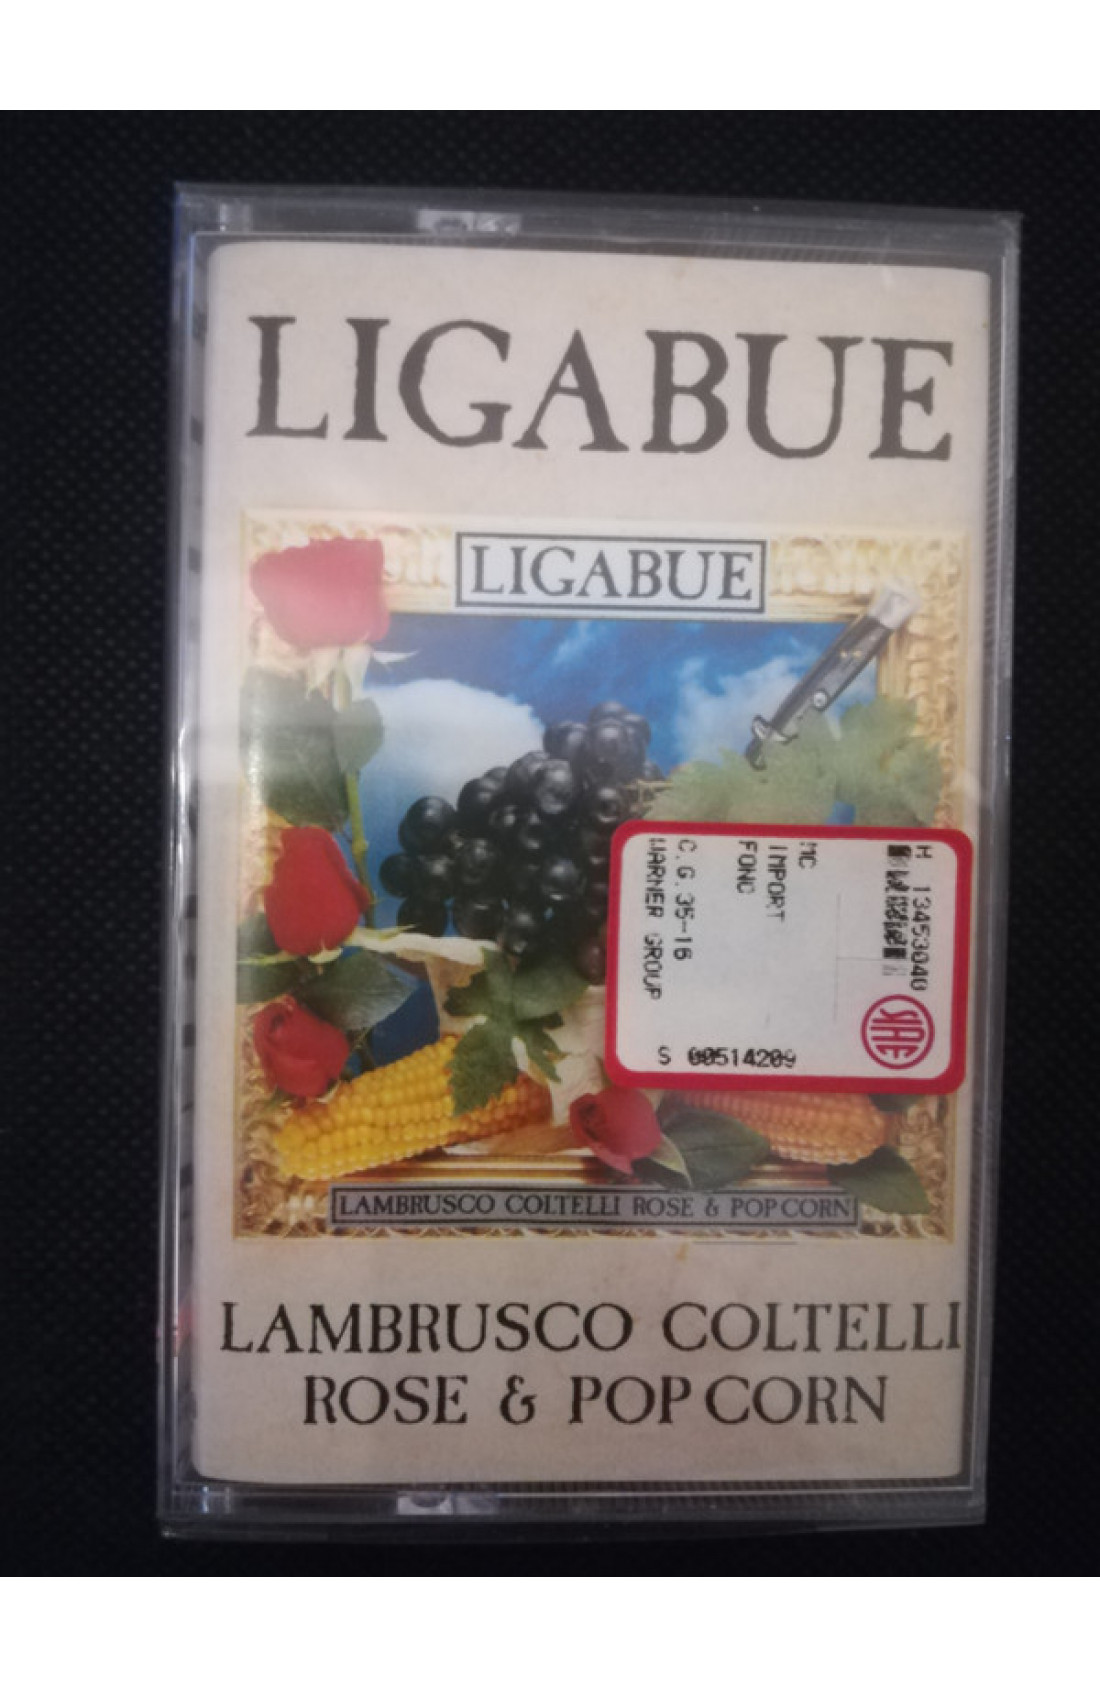 LIGABUE
LIGABUE
LAMBRUSCO COLTELLI ROSE & POP CORN
H 13453040
SIAE
MC
IMPORT
FONO
C.G. 35-16
WARNER GROUP
S 00514209
LAMBRUSCO COLTELLI
ROSE & POP CORN